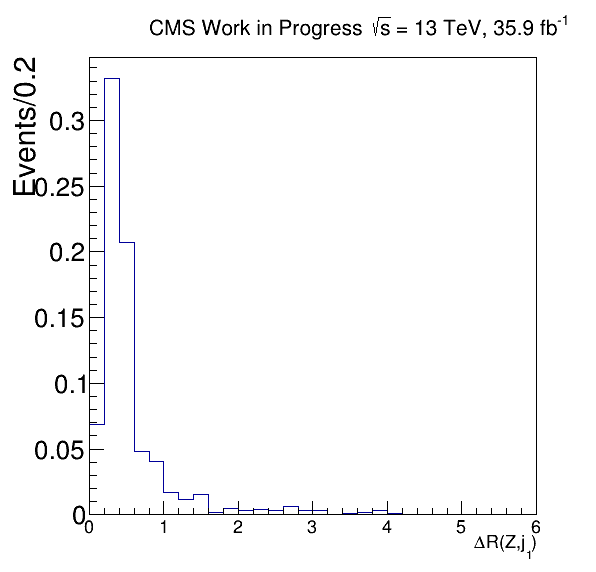 CMS Work in Progress √s = 13 TeV, 35.9 fb⁻¹
Events/0.2
0.3
0.25
0.2
0.15
0.1
0.05
0
0 1 2 3 4 5 6
ΔR(Z,j₁)